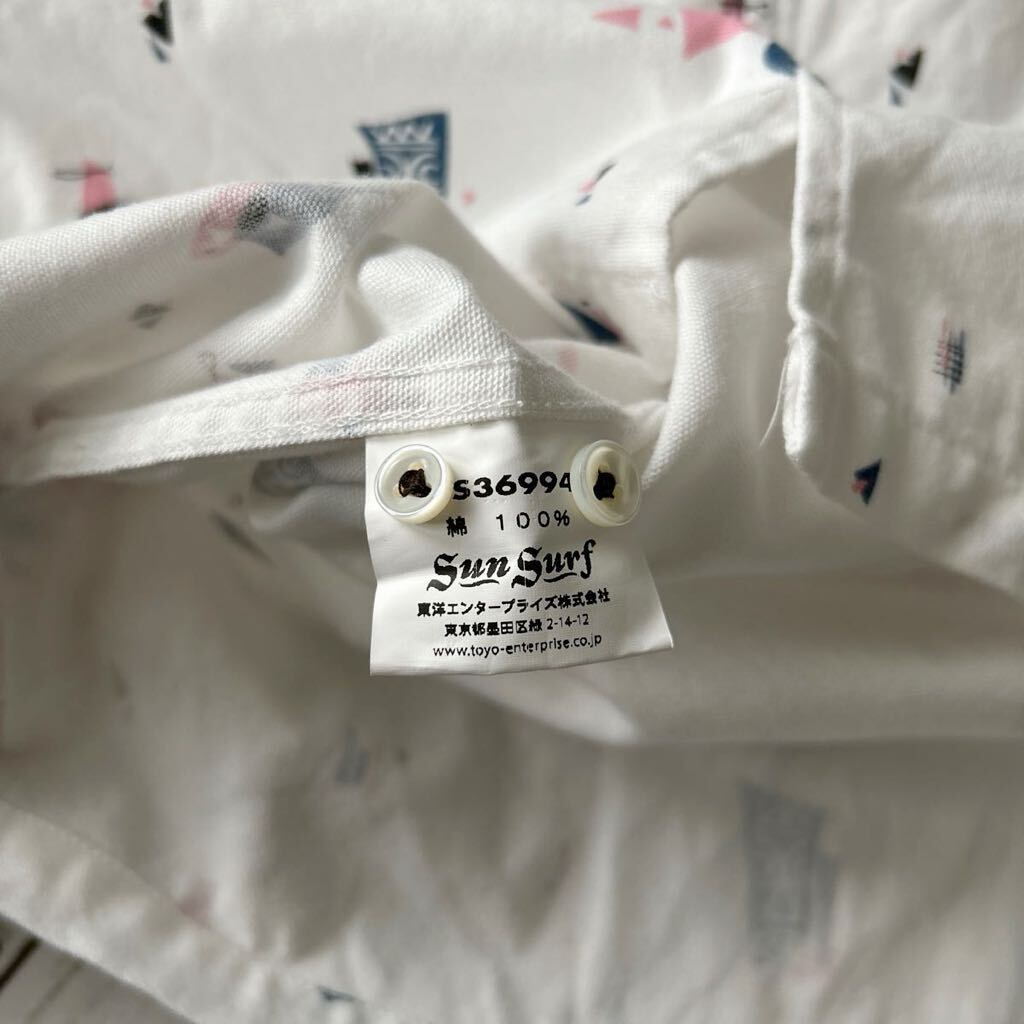 S36994
綿 100%
Sun Surf
東洋エンタープライズ株式会社
東京都墨田区緑 2-14-12
www.toyo-enterprise.co.jp